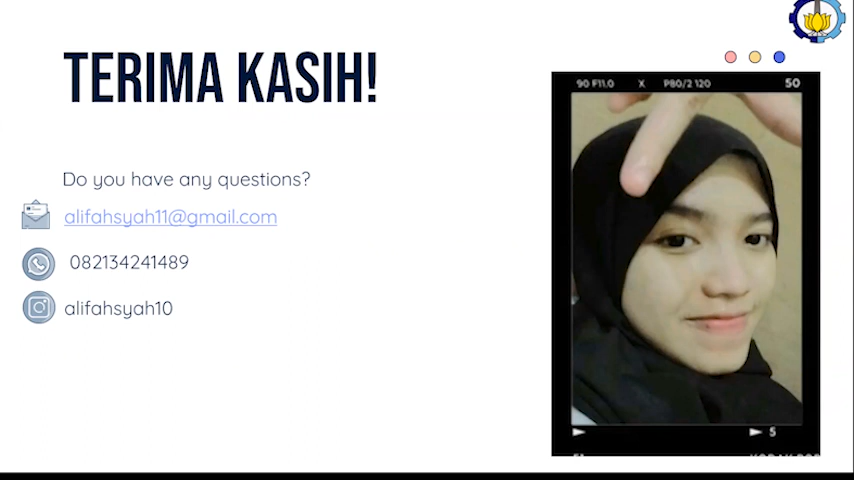 TERIMA KASIH!
Do you have any questions?
alifahsyah11@gmail.com
082134241489
alifahsyah10
90 F11.0 X P80/2 120 50
5